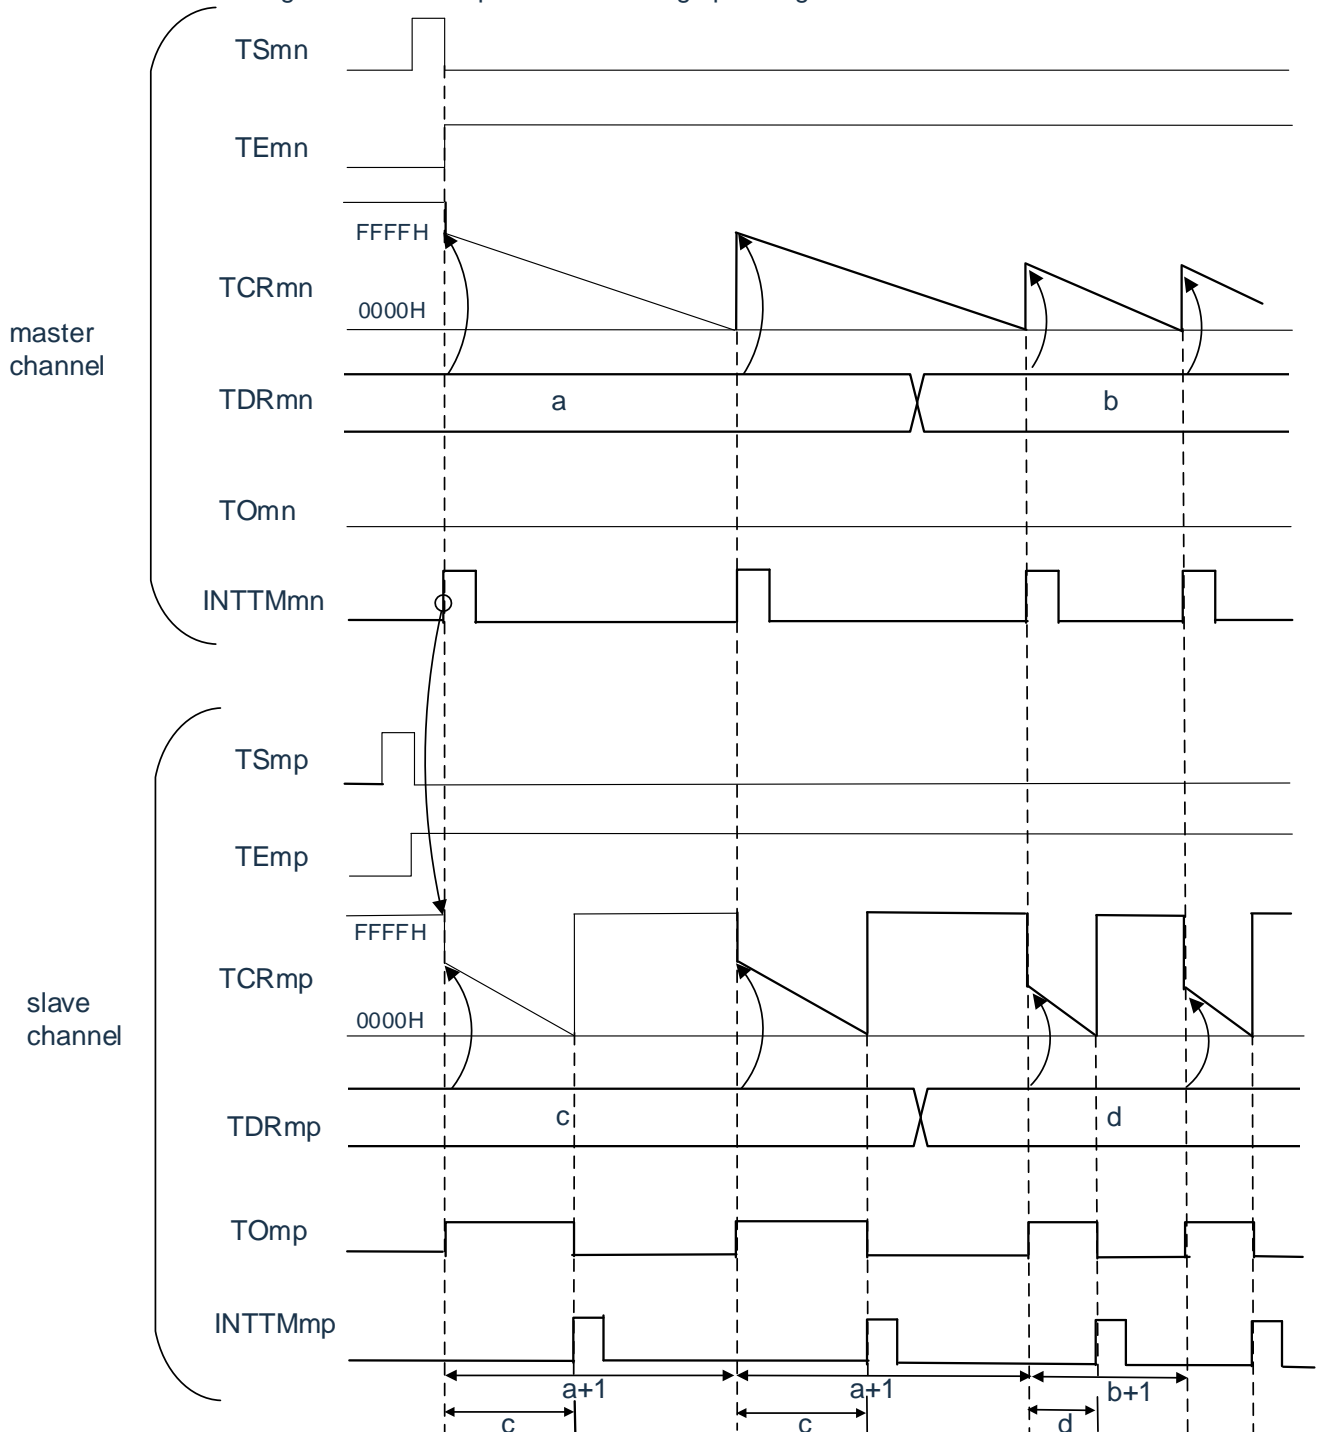 TSmn
TEmn
FFFFH
TCRmn
0000H
master
channel
TDRmn
a
b
TOmn
INTTMmn
TSmp
TEmp
FFFFH
TCRmp
slave
channel
0000H
TDRmp
c
d
TOmp
INTTMmp
a+1
a+1
b+1
c
c
d